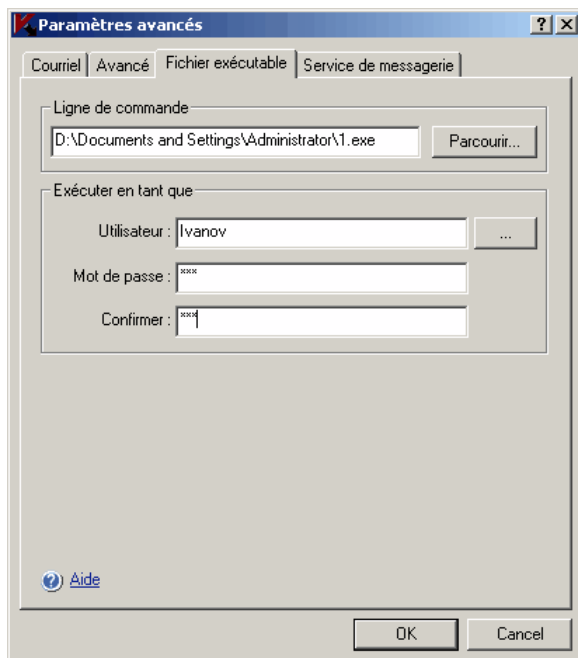 Paramètres avancés
Courriel Avancé Fichier exécutable Service de messagerie
Ligne de commande
D:\Documents and Settings\Administrator\1.exe Parcourir...
Exécuter en tant que
Utilisateur : Ivanov ...
Mot de passe : ***
Confirmer : ***
Aide
OK Cancel